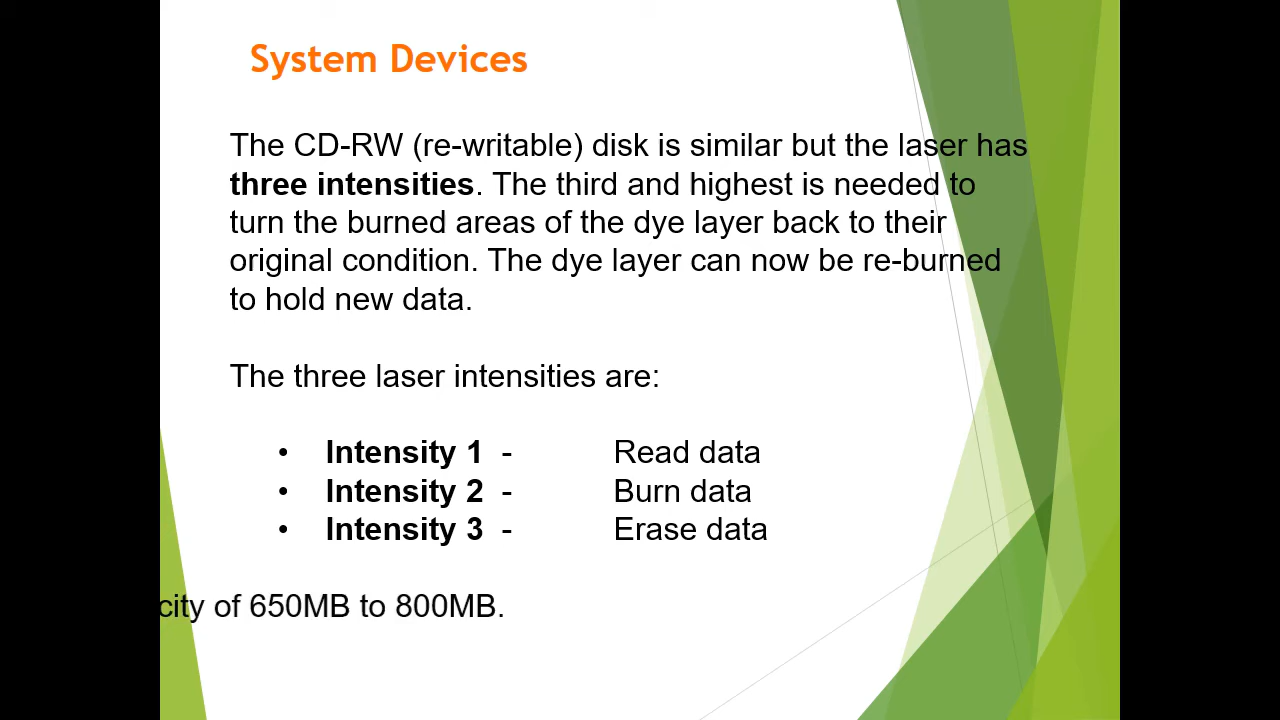 System Devices
The CD-RW (re-writable) disk is similar but the laser has
three intensities. The third and highest is needed to
turn the burned areas of the dye layer back to their
original condition. The dye layer can now be re-burned
to hold new data.
The three laser intensities are:
• Intensity 1 - Read data
• Intensity 2 - Burn data
• Intensity 3 - Erase data
city of 650MB to 800MB.